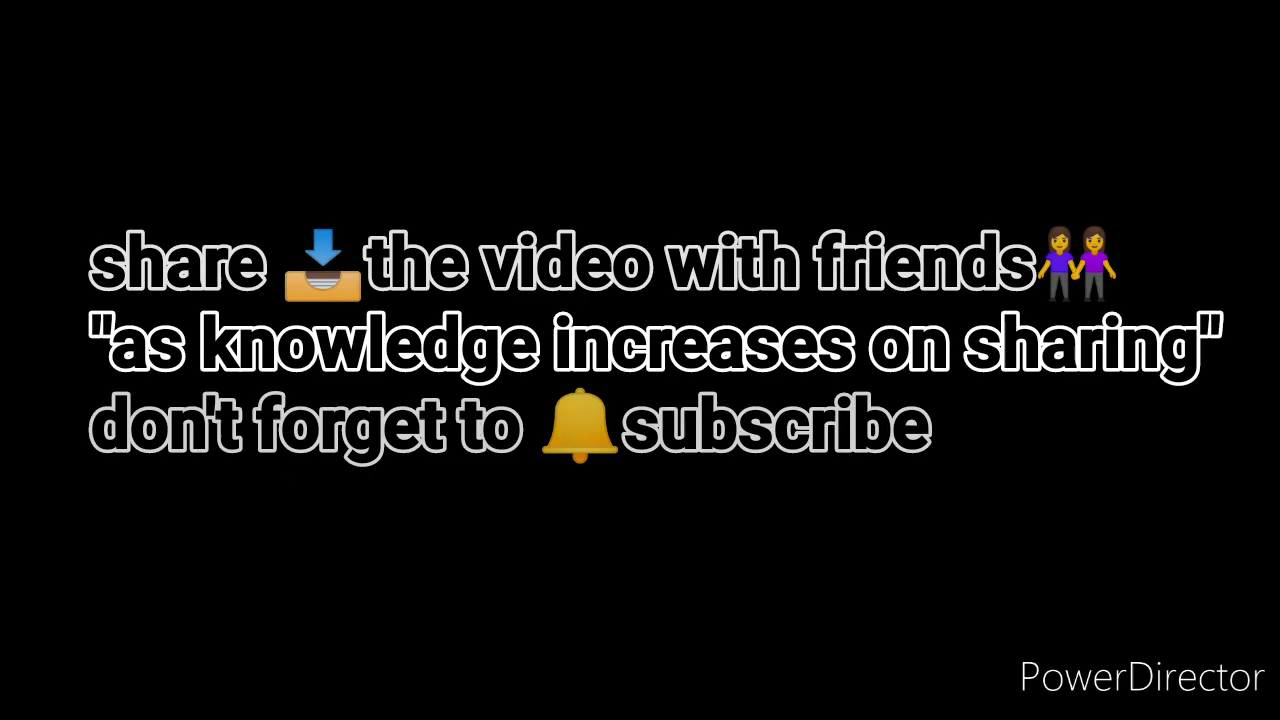 share 📥the video with friends👭
"as knowledge increases on sharing"
don't forget to 🔔subscribe
PowerDirector